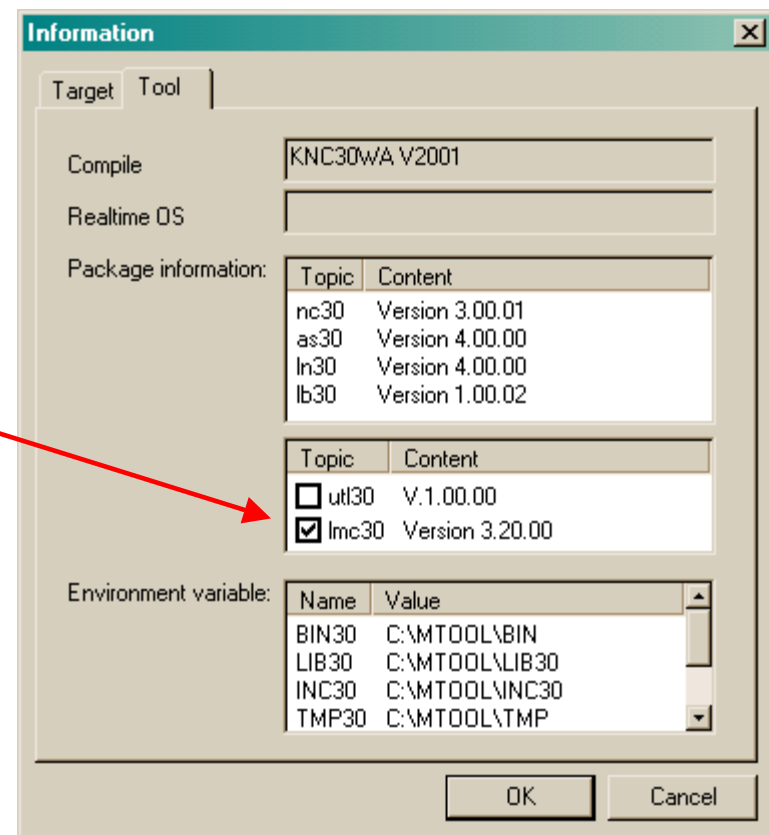 Information
Target Tool
Compile KNC30WA V2001
Realtime OS
Package information: Topic Content
nc30 Version 3.00.01
as30 Version 4.00.00
ln30 Version 4.00.00
lb30 Version 1.00.02
Topic Content
utl30 V.1.00.00
lmc30 Version 3.20.00
Environment variable: Name Value
BIN30 C:\MTOOL\BIN
LIB30 C:\MTOOL\LIB30
INC30 C:\MTOOL\INC30
TMP30 C:\MTOOL\TMP
OK Cancel